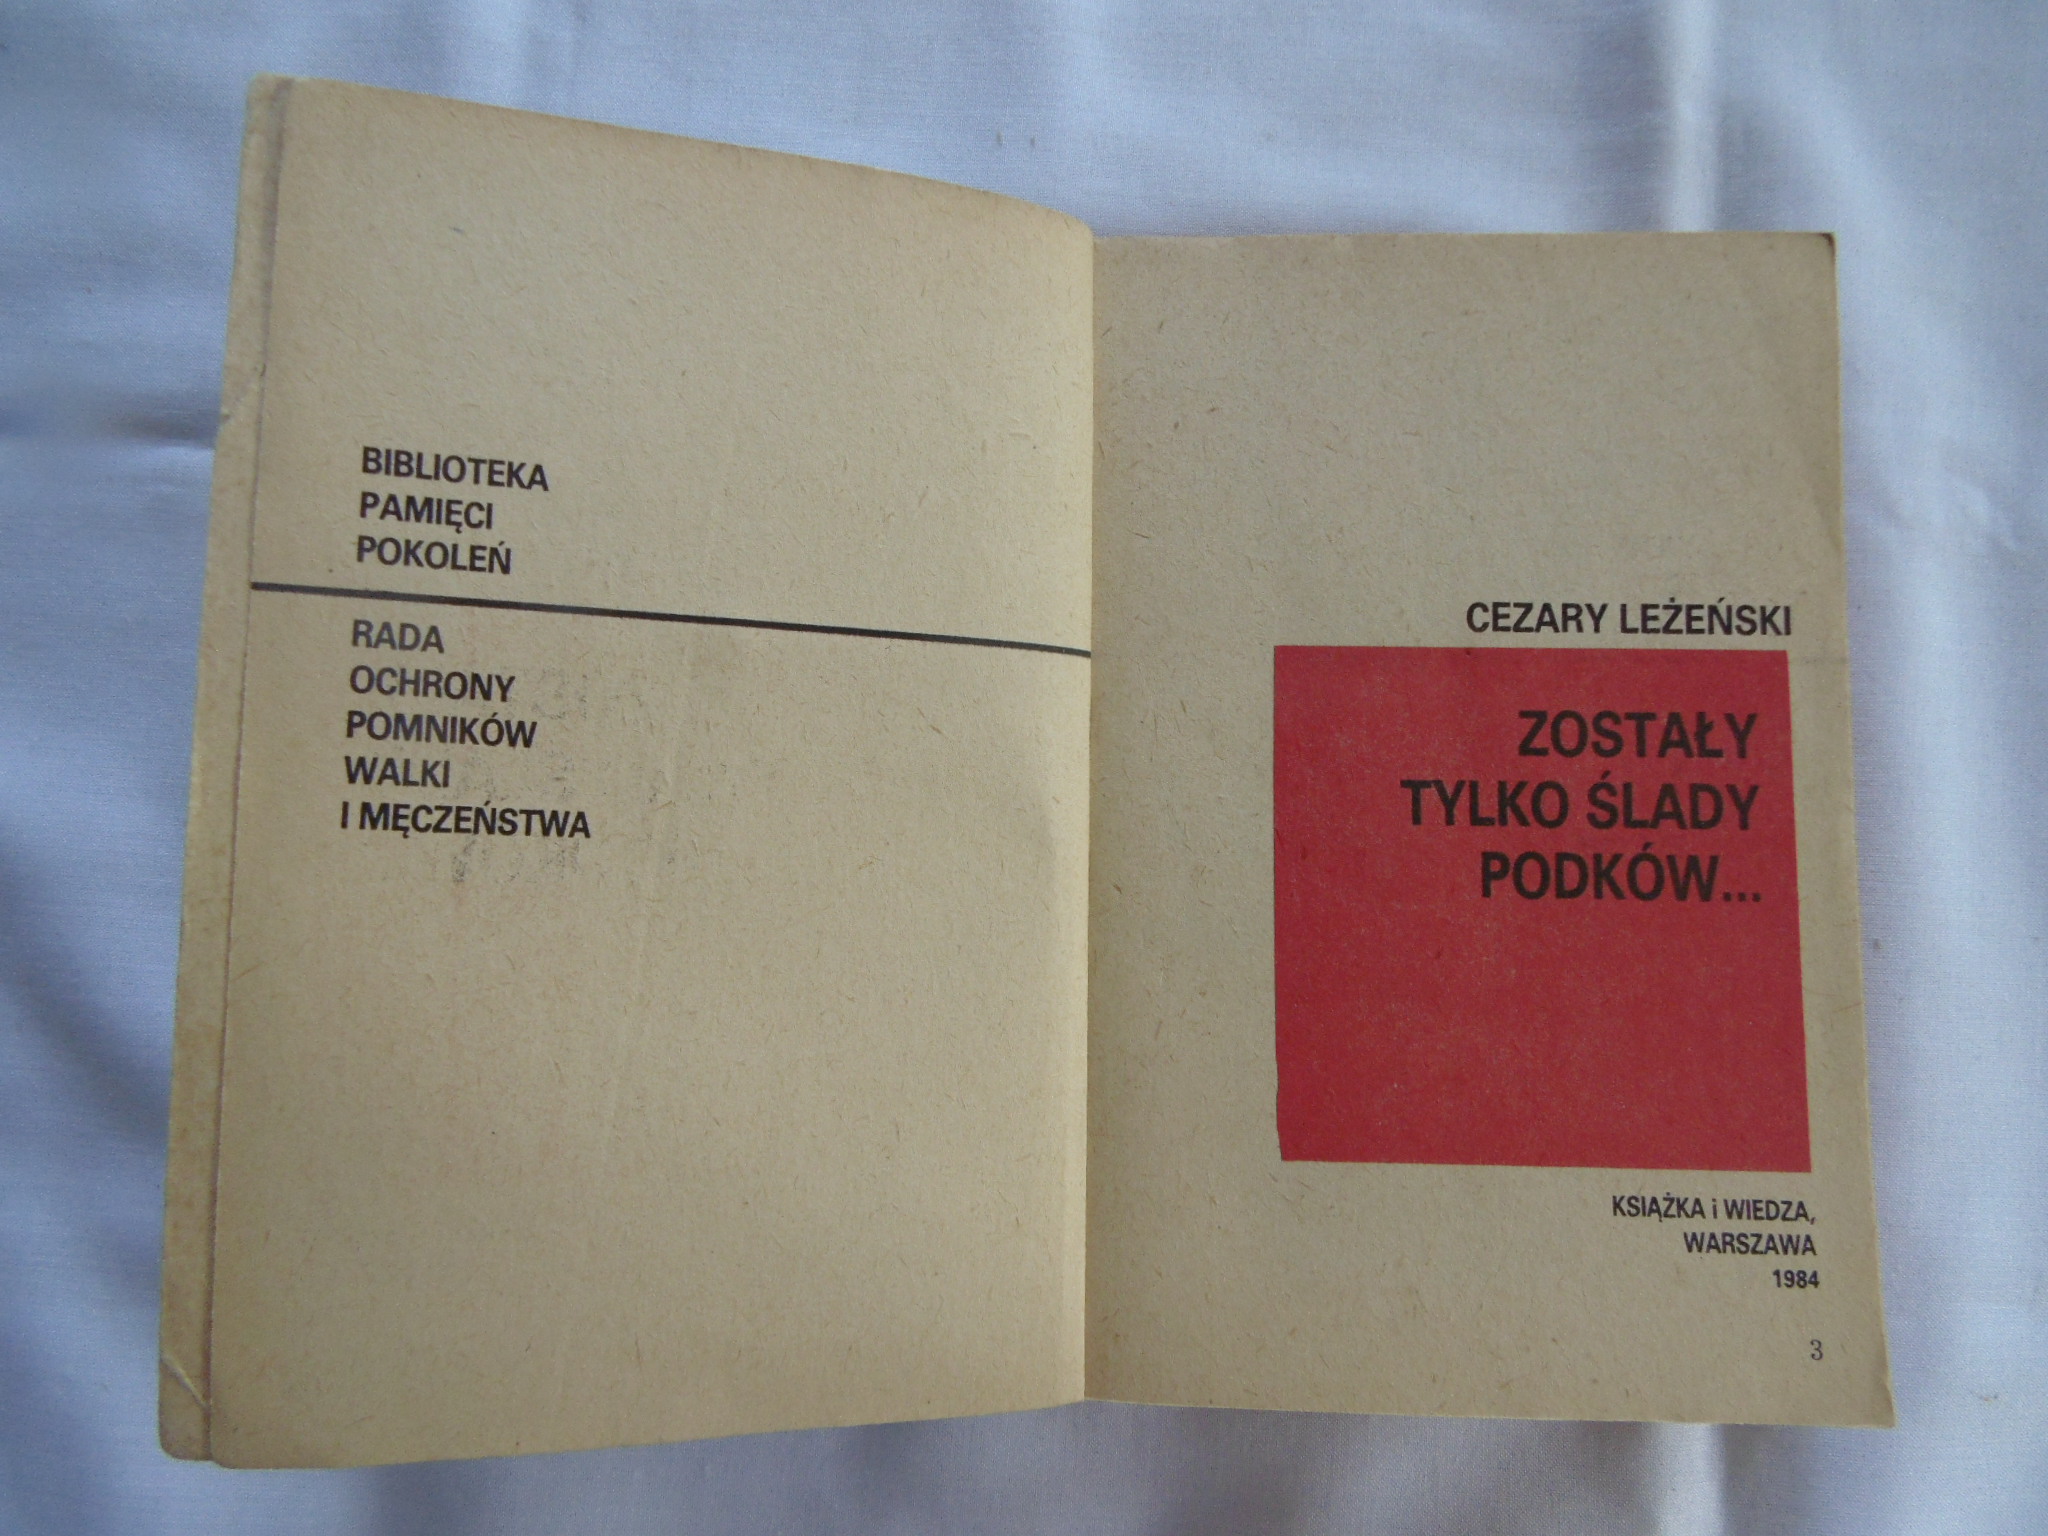 BIBLIOTEKA
PAMIĘCI
POKOLEŃ
RADA
OCHRONY
POMNIKÓW
WALKI
I MĘCZEŃSTWA
CEZARY LEŻEŃSKI
ZOSTAŁY
TYLKO ŚLADY
PODKÓW...
KSIĄŻKA i WIEDZA,
WARSZAWA
1984
3